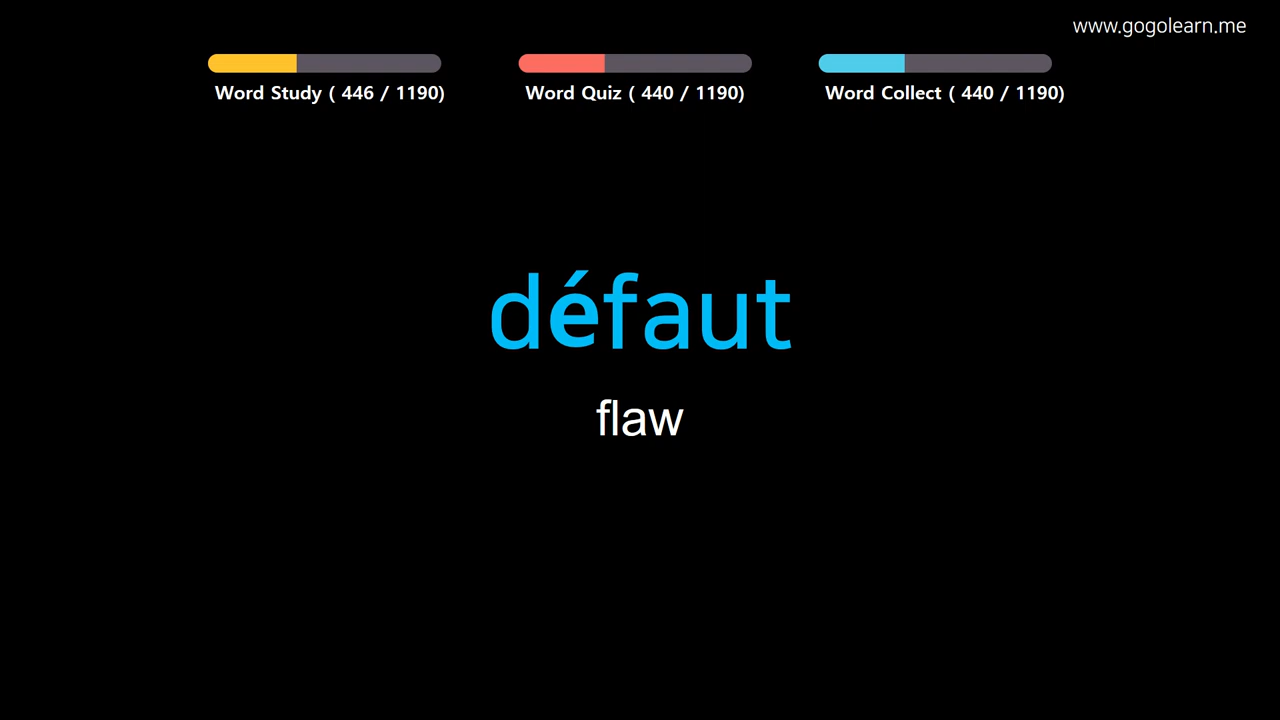 www.gogolearn.me
Word Study ( 446 / 1190)
Word Quiz ( 440 / 1190)
Word Collect ( 440 / 1190)
défaut
flaw